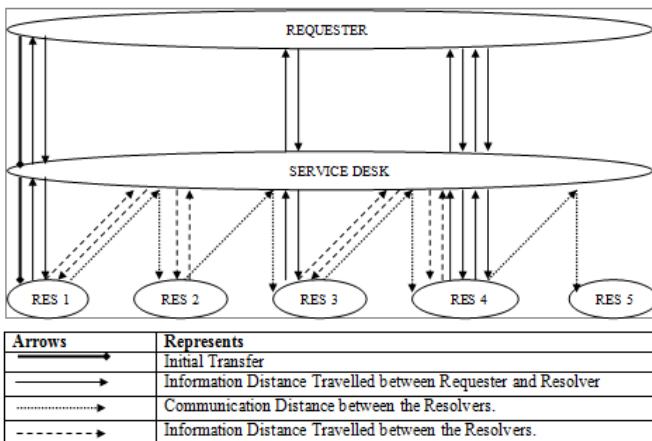 REQUESTER
SERVICE DESK
RES 1
RES 2
RES 3
RES 4
RES 5
Arrows Represents
Initial Transfer
Information Distance Travelled between Requester and Resolver
Communication Distance between the Resolvers.
Information Distance Travelled between the Resolvers.